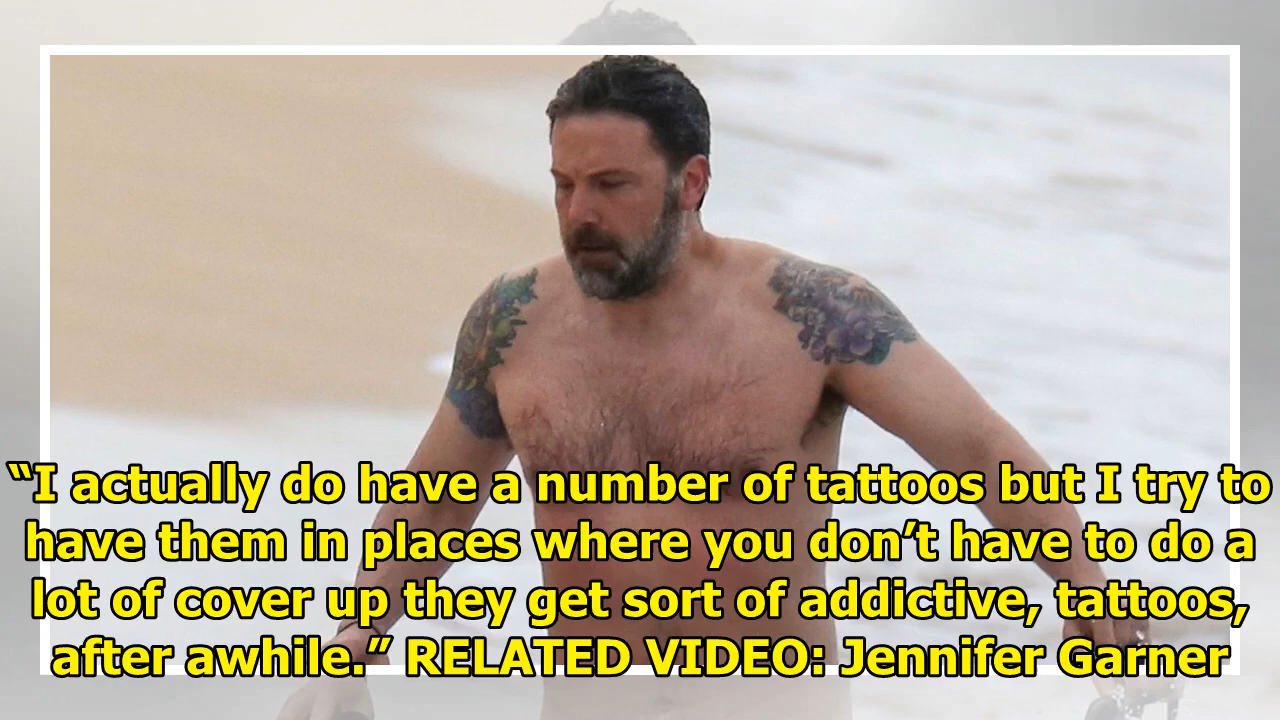 “I actually do have a number of tattoos but I try to
have them in places where you don’t have to do a
lot of cover up they get sort of addictive, tattoos,
after awhile.” RELATED VIDEO: Jennifer Garner